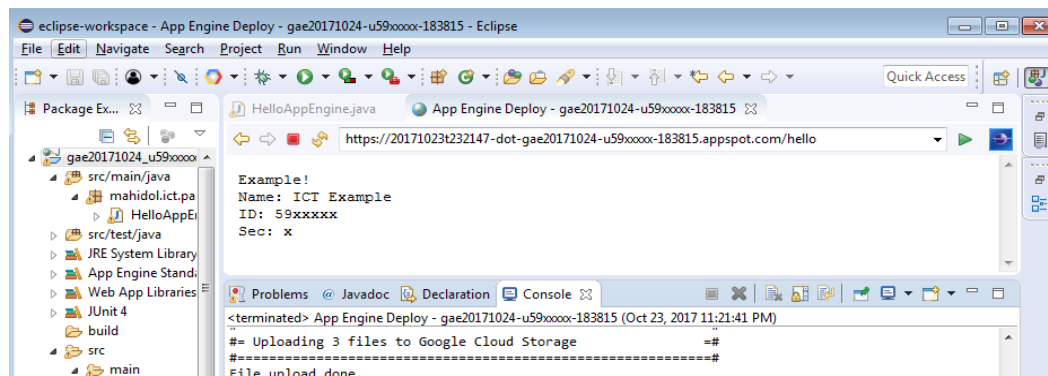 eclipse-workspace - App Engine Deploy - gae20171024-u59xxxxx-183815 - Eclipse
File Edit Navigate Search Project Run Window Help
Quick Access
Package Ex...
HelloAppEngine.java App Engine Deploy - gae20171024-u59xxxxx-183815
https://20171023t232147-dot-gae20171024-u59xxxxx-183815.appspot.com/hello
gae20171024_u59xxxxx
src/main/java
mahidol.ict.pa
HelloAppEi
src/test/java
JRE System Library
App Engine Standa
Web App Libraries
JUnit 4
build
src
main
Example!
Name: ICT Example
ID: 59xxxxx
Sec: x
Problems Javadoc Declaration Console
<terminated> App Engine Deploy - gae20171024-u59xxxxx-183815 (Oct 23, 2017 11:21:41 PM)
#= Uploading 3 files to Google Cloud Storage =#
#=============================================================#
File upload done